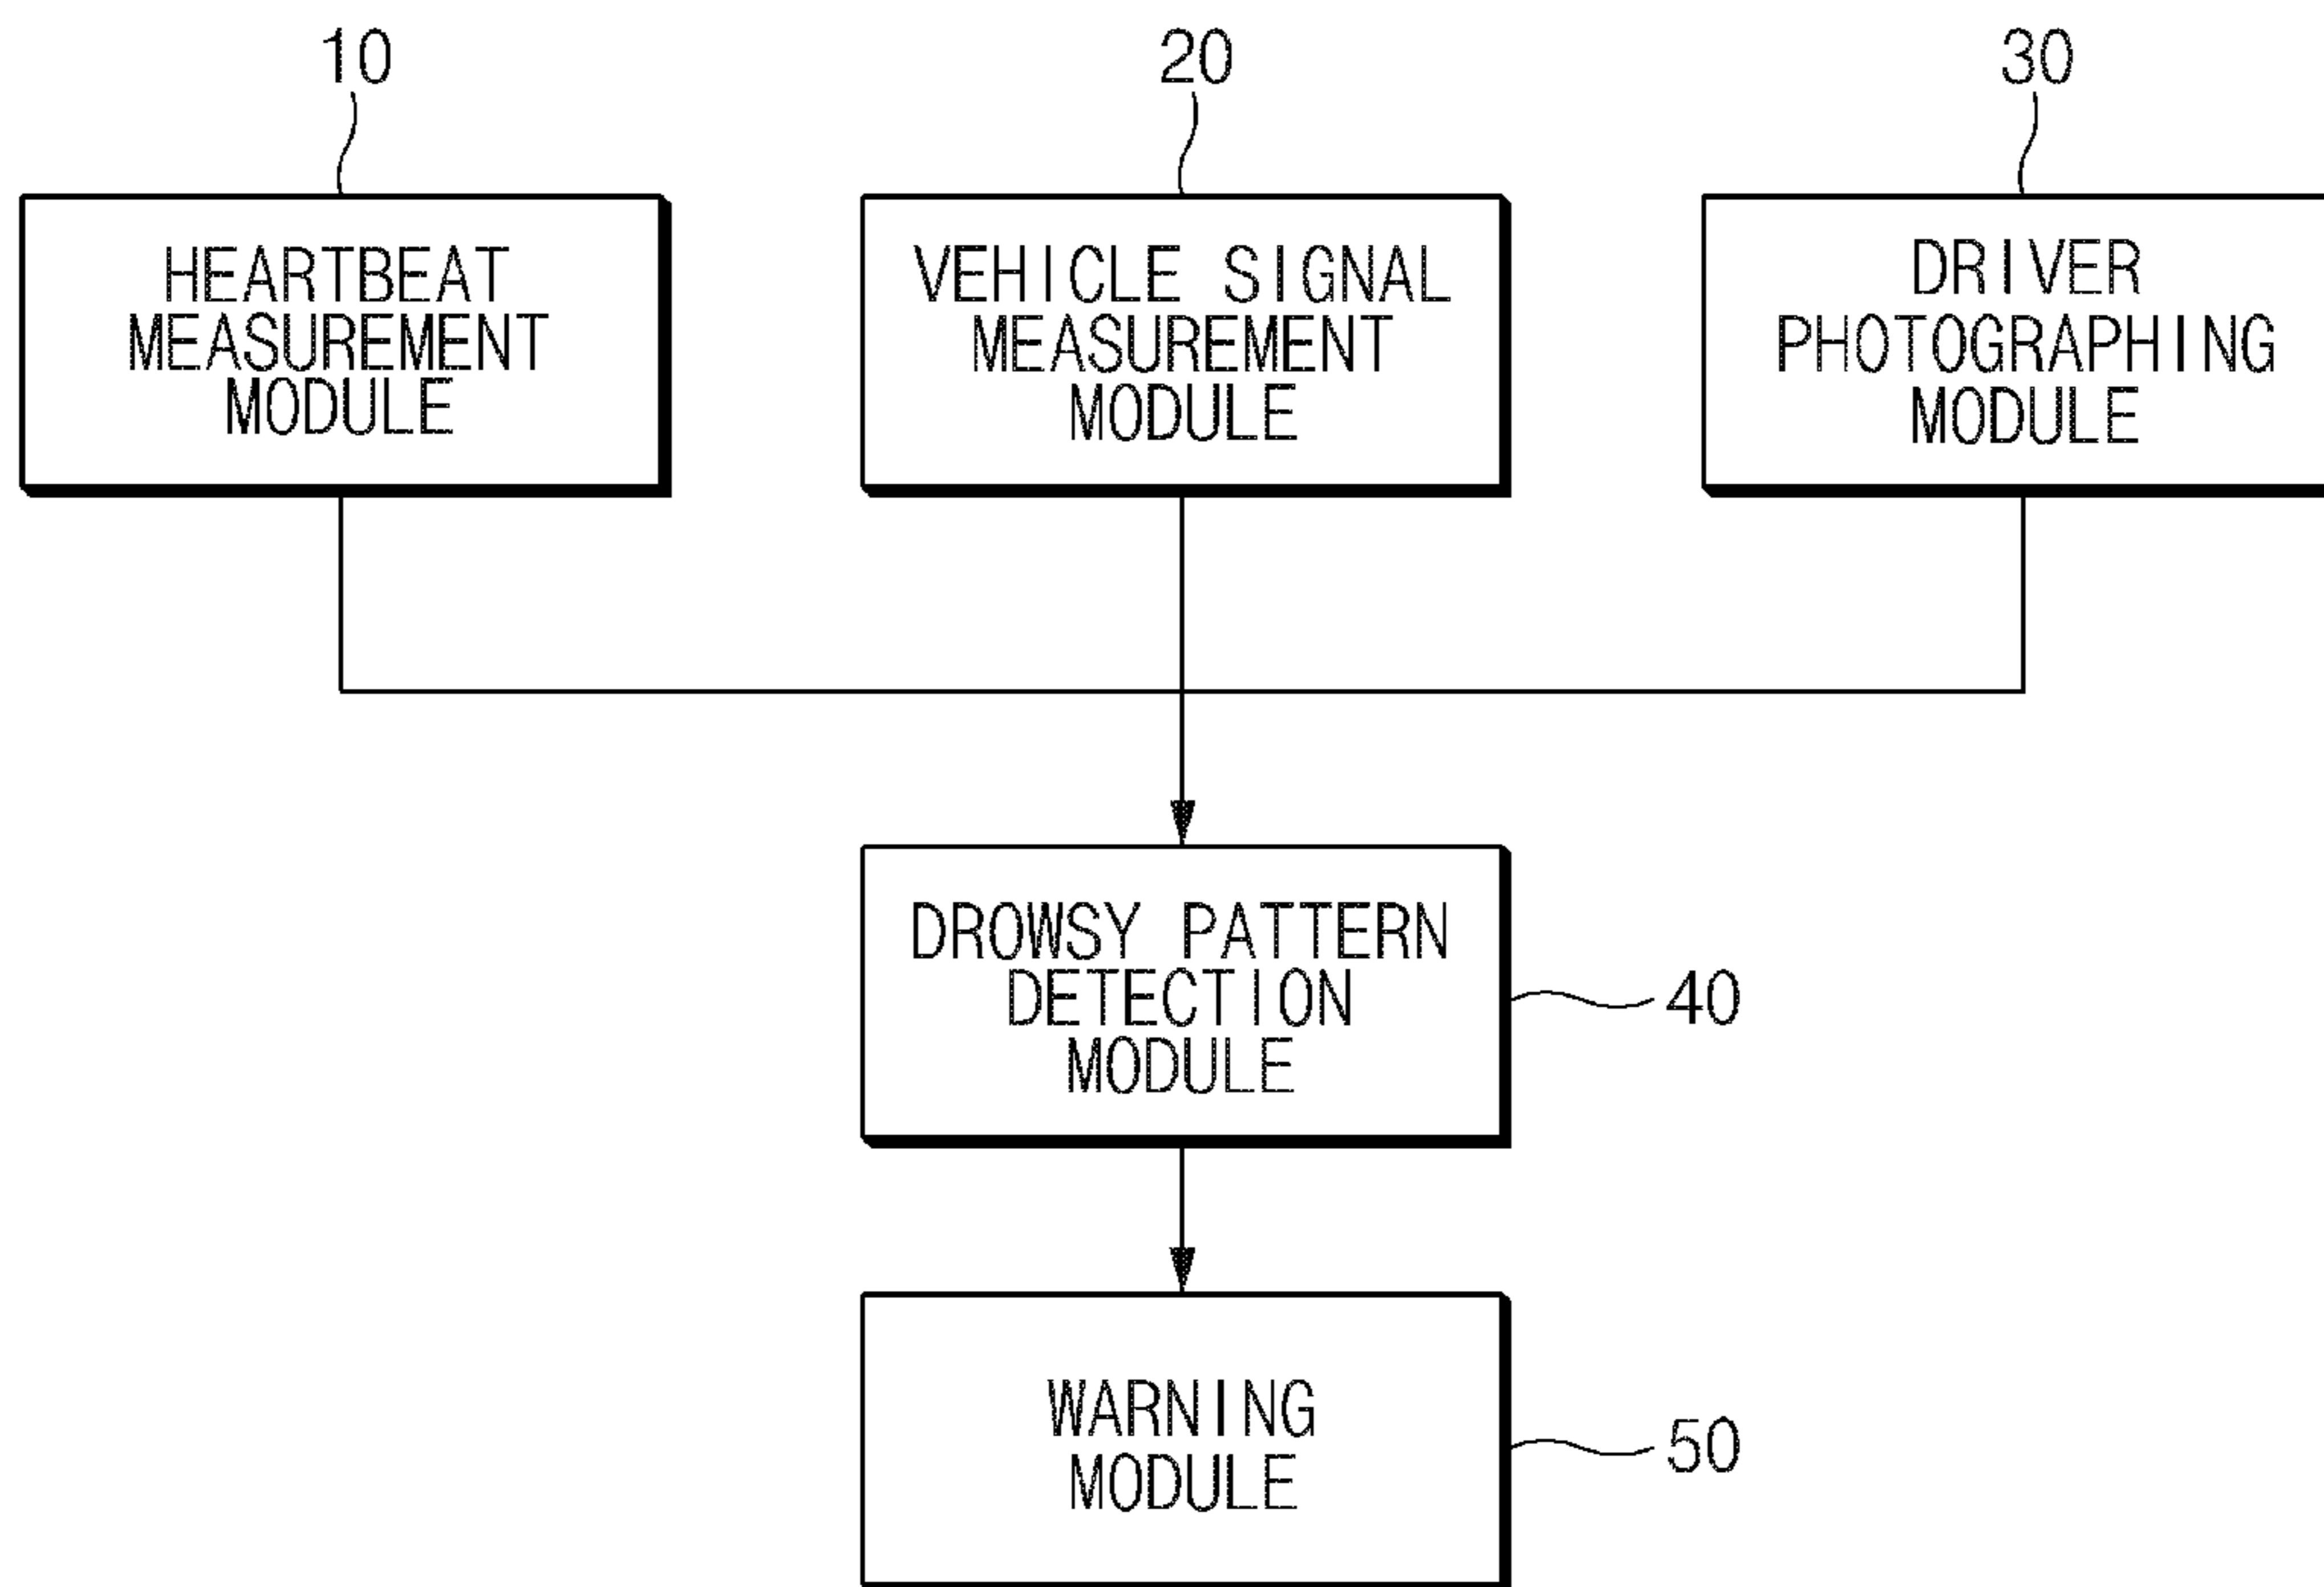 10
20
30
HEARTBEAT
MEASUREMENT
MODULE
VEHICLE SIGNAL
MEASUREMENT
MODULE
DRIVER
PHOTOGRAPHING
MODULE
DROWSY PATTERN
DETECTION
MODULE
40
WARNING
MODULE
50